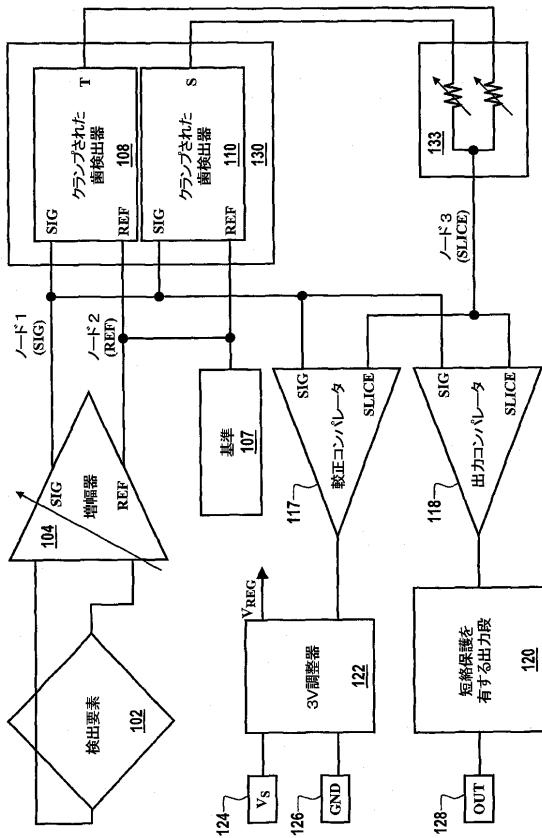 検出要素
102
104
SIG
増幅器
REF
ノード1
(SIG)
ノード2
(REF)
SIG
REF
クランプされた
歯検出器
108
T
SIG
REF
クランプされた
歯検出器
110
S
130
133
ノード3
(SLICE)
基準
107
SIG
SLICE
較正コンパレータ
117
SIG
SLICE
出力コンパレータ
118
VREG
3V調整器
122
124
VS
126
GND
短絡保護を
有する出力段
120
128
OUT